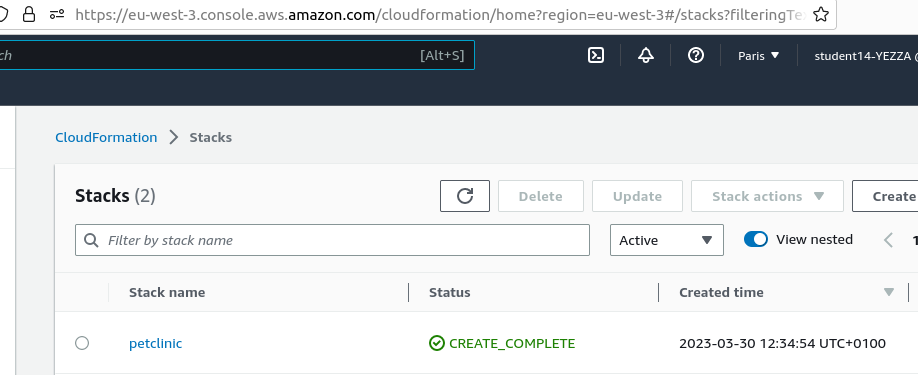 https://eu-west-3.console.aws.amazon.com/cloudformation/home?region=eu-west-3#/stacks?filteringTe
ch [Alt+S] Paris student14-YEZZA @
CloudFormation Stacks
Stacks (2) Delete Update Stack actions Create
Filter by stack name Active View nested 1
Stack name Status Created time
petclinic CREATE_COMPLETE 2023-03-30 12:34:54 UTC+0100